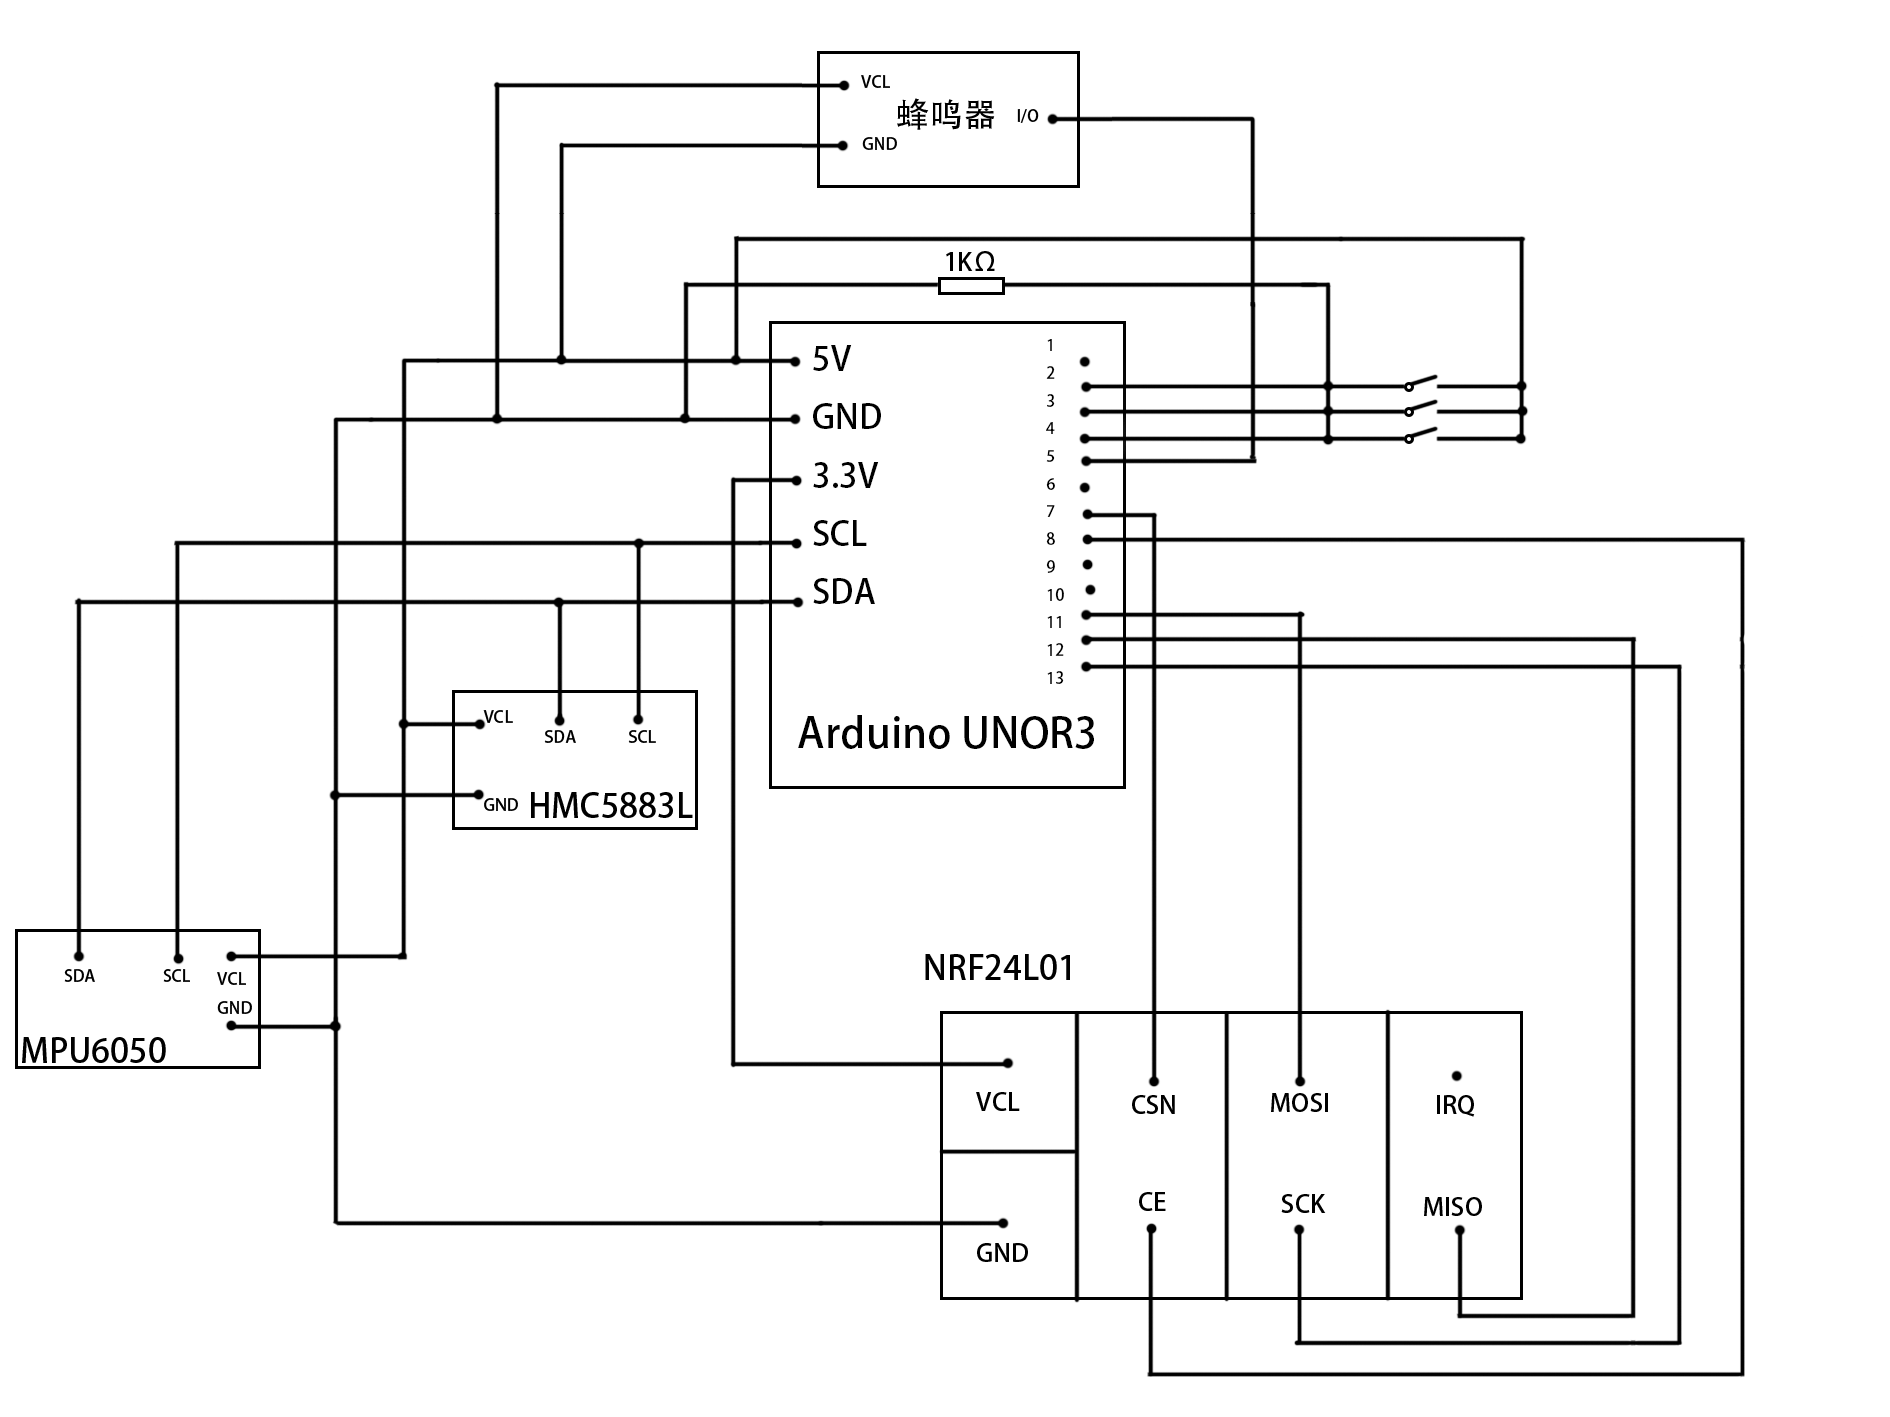 VCL
蜂鸣器
I/O
GND
1KΩ
5V
GND
3.3V
SCL
SDA
1
2
3
4
5
6
7
8
9
10
11
12
13
Arduino UNOR3
VCL
SDA
SCL
GND
HMC5883L
SDA
SCL
VCL
GND
MPU6050
NRF24L01
VCL
CSN
MOSI
IRQ
GND
CE
SCK
MISO